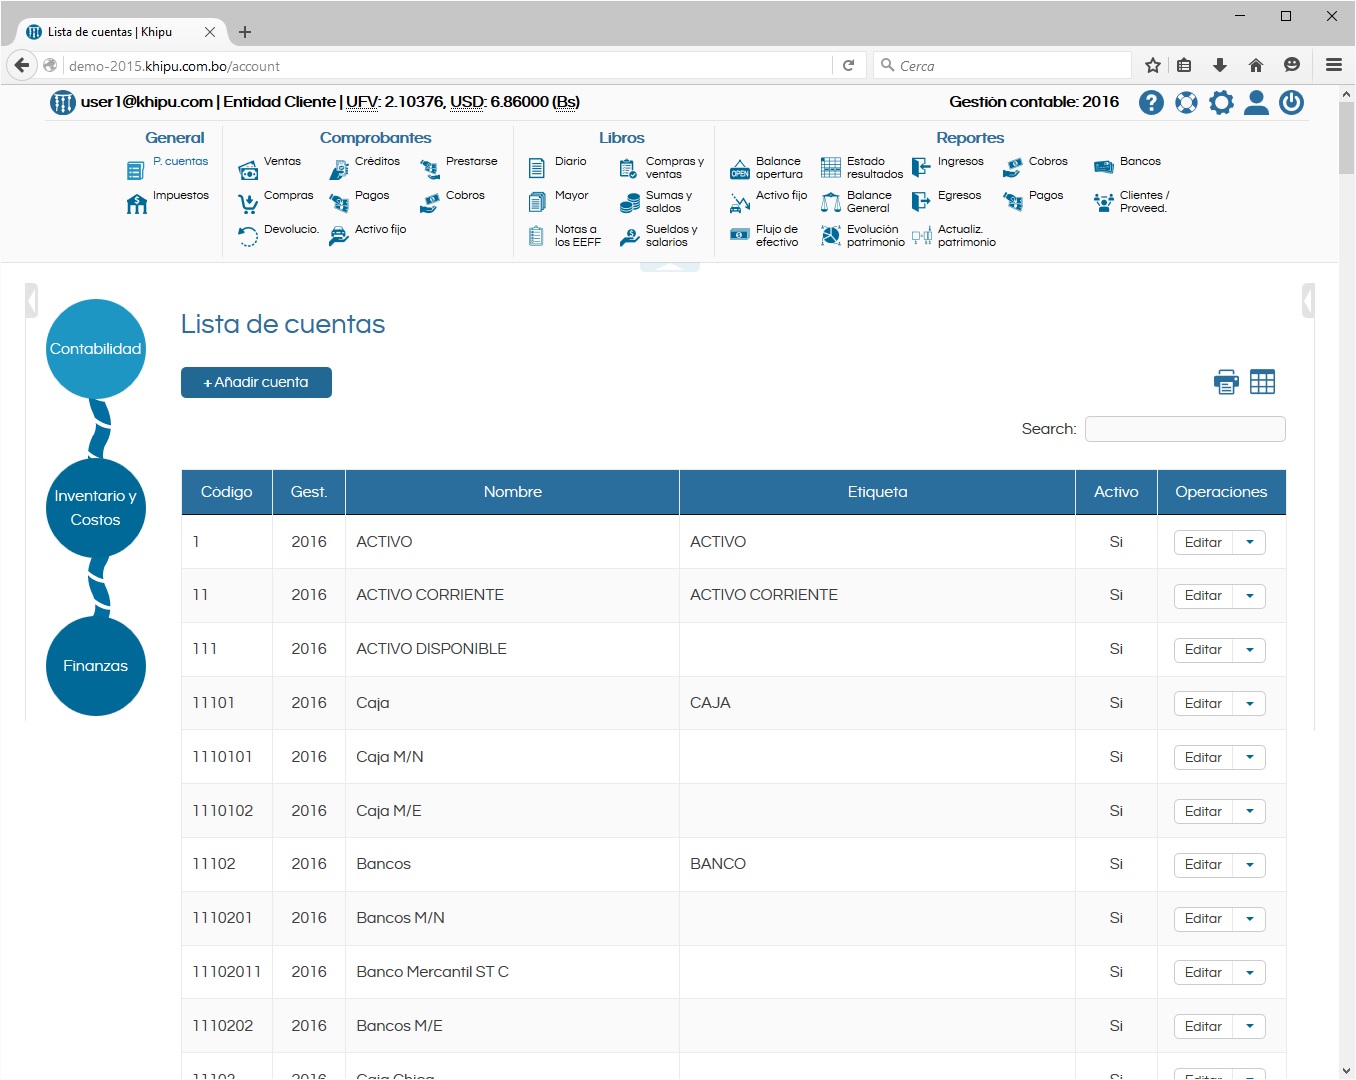 Lista de cuentas | Khipu
demo-2015.khipu.com.bo/account
Cerca
user1@khipu.com | Entidad Cliente | UFV: 2.10376, USD: 6.86000 (Bs)
Gestión contable: 2016
General
P. cuentas
Impuestos
Comprobantes
Ventas
Créditos
Prestarse
Compras
Pagos
Cobros
Devolucio.
Activo fijo
Libros
Diario
Compras y
ventas
Mayor
Sumas y
saldos
Notas a
los EEFF
Sueldos y
salarios
Reportes
Balance
apertura
Estado
resultados
Ingresos
Cobros
Bancos
Activo fijo
Balance
General
Egresos
Pagos
Clientes /
Proveed.
Flujo de
efectivo
Evolución
patrimonio
Actualiz.
patrimonio
OPEN
Contabilidad
Inventario y
Costos
Finanzas
Lista de cuentas
+ Añadir cuenta
Search:
Código Gest. Nombre Etiqueta Activo Operaciones
1 2016 ACTIVO ACTIVO Si Editar
11 2016 ACTIVO CORRIENTE ACTIVO CORRIENTE Si Editar
111 2016 ACTIVO DISPONIBLE Si Editar
11101 2016 Caja CAJA Si Editar
1110101 2016 Caja M/N Si Editar
1110102 2016 Caja M/E Si Editar
11102 2016 Bancos BANCO Si Editar
1110201 2016 Bancos M/N Si Editar
11102011 2016 Banco Mercantil ST C Si Editar
1110202 2016 Bancos M/E Si Editar
11103 2016 Caja Chica Si Editar